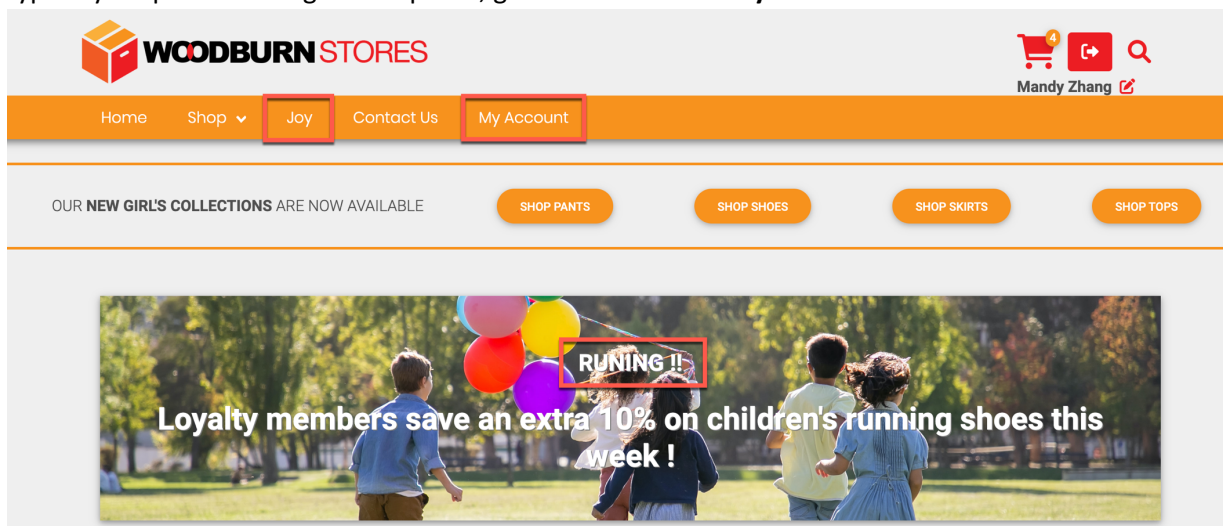 WOODBURN STORES
4
Mandy Zhang
Home Shop Joy Contact Us My Account
OUR NEW GIRL'S COLLECTIONS ARE NOW AVAILABLE SHOP PANTS SHOP SHOES SHOP SKIRTS SHOP TOPS
RUNING !!
Loyalty members save an extra 10% on children's running shoes this
week !